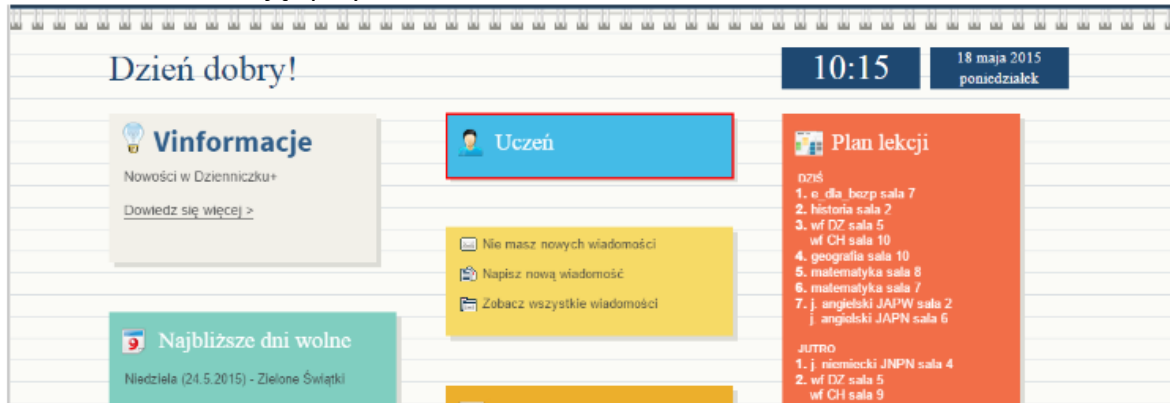 Dzień dobry!
10:15
18 maja 2015
poniedziałek
Vinformacje
Nowości w Dzienniczku+
Dowiedz się więcej >
Najbliższe dni wolne
Niedziela (24.5.2015) - Zielone Świątki
Uczeń
Nie masz nowych wiadomości
Napisz nową wiadomość
Zobacz wszystkie wiadomości
Plan lekcji
DZIŚ
1. e_dla_bezp sala 7
2. historia sala 2
3. wf DZ sala 5
wf CH sala 10
4. geografia sala 10
5. matematyka sala 8
6. matematyka sala 7
7. j. angielski JAPW sala 2
j. angielski JAPN sala 6
JUTRO
1. j. niemiecki JNPN sala 4
2. wf DZ sala 5
wf CH sala 9